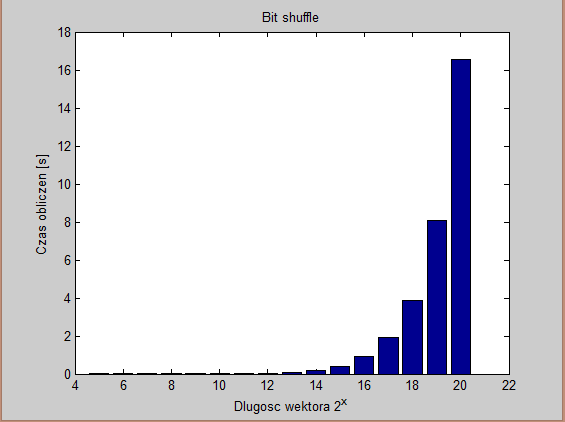 Bit shuffle
18
16
14
12
10
8
6
4
2
0
Czas obliczen [s]
4 6 8 10 12 14 16 18 20 22
Dlugosc wektora 2^x